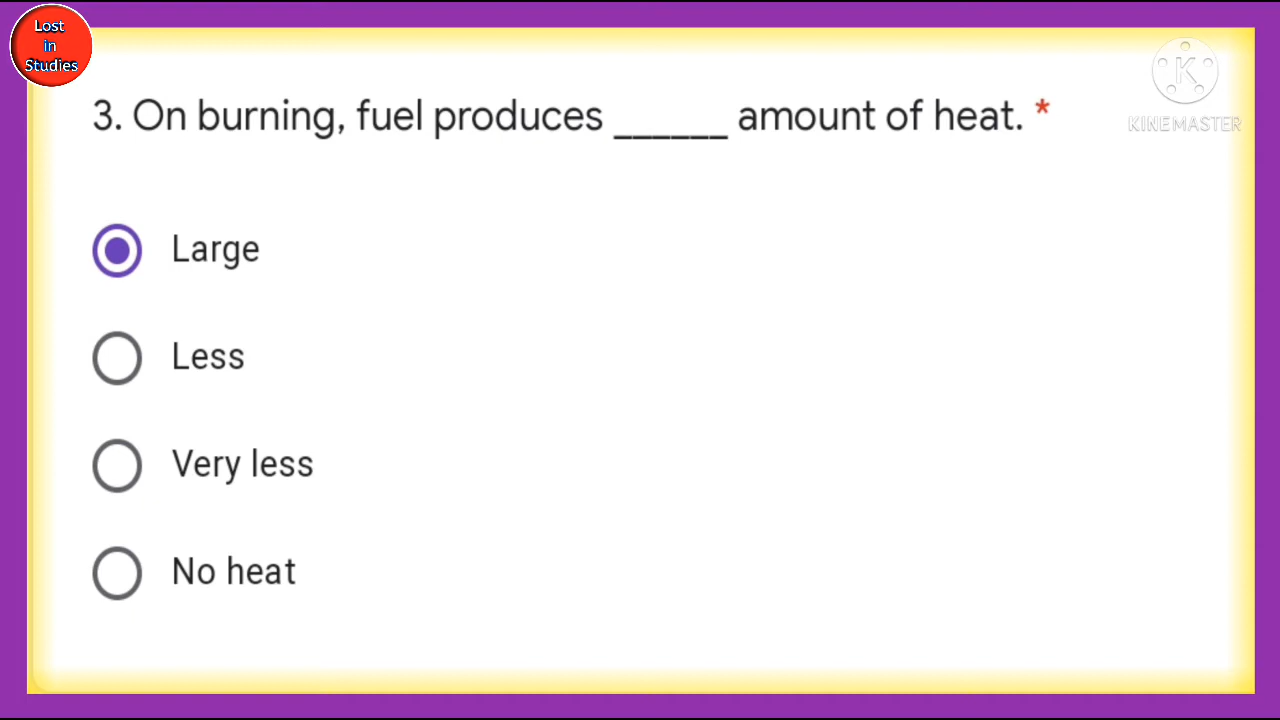 Lost
in
Studies
3. On burning, fuel produces ______ amount of heat. *
KINEMASTER
Large
Less
Very less
No heat